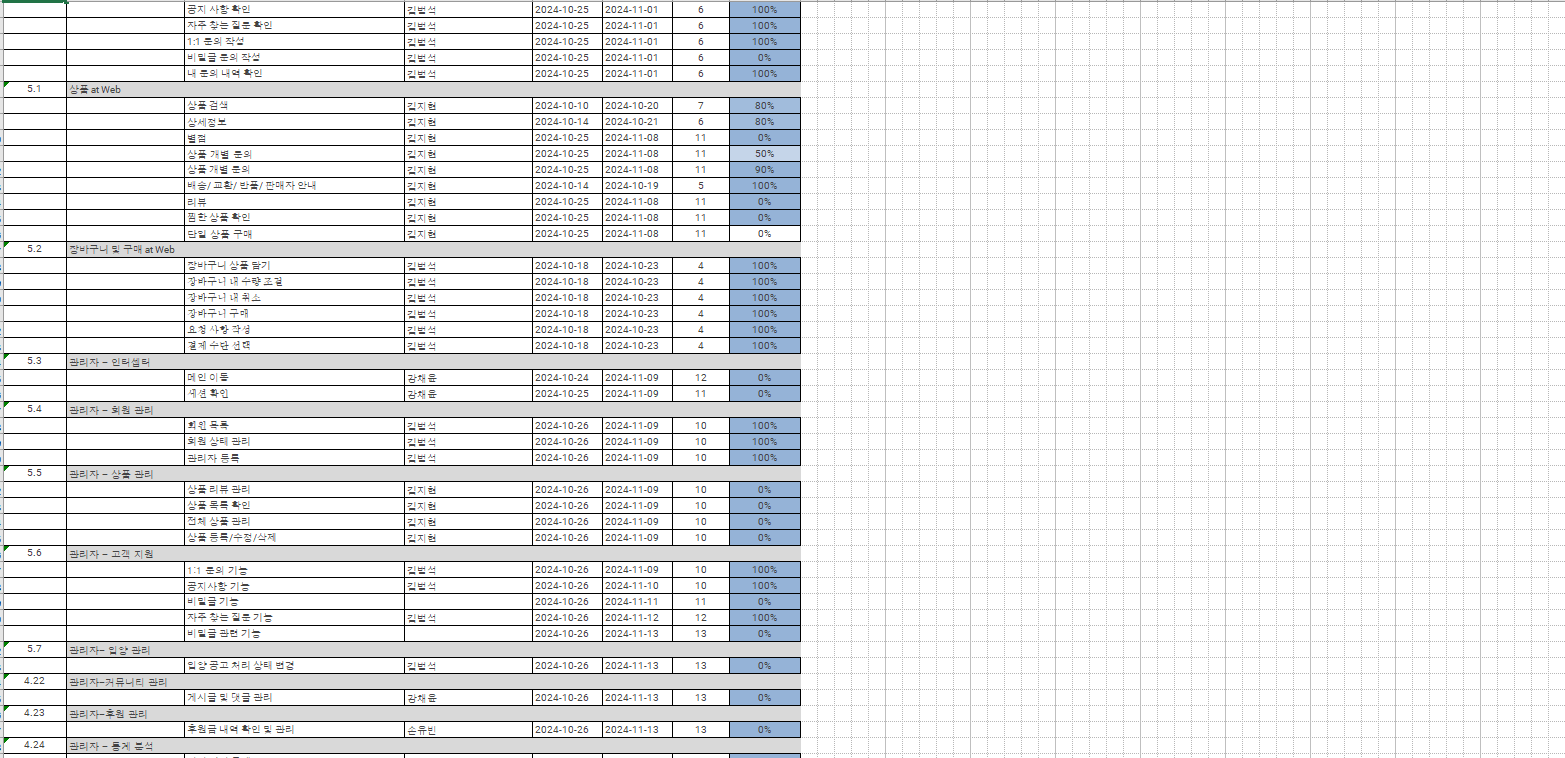 공지 사항 확인 김범석 2024-10-25 2024-11-01 6 100%
자주 찾는 질문 확인 김범석 2024-10-25 2024-11-01 6 100%
1:1 문의 작성 김범석 2024-10-25 2024-11-01 6 100%
비밀글 문의 작성 김범석 2024-10-25 2024-11-01 6 0%
내 문의 내역 확인 김범석 2024-10-25 2024-11-01 6 100%
5.1 상품 at Web
상품 검색 김지현 2024-10-10 2024-10-20 7 80%
상세정보 김지현 2024-10-14 2024-10-21 6 80%
별점 김지현 2024-10-25 2024-11-08 11 0%
상품 개별 문의 김지현 2024-10-25 2024-11-08 11 50%
상품 개별 문의 김지현 2024-10-25 2024-11-08 11 90%
배송/ 교환/ 반품/ 판매자 안내 김지현 2024-10-14 2024-10-19 5 100%
리뷰 김지현 2024-10-25 2024-11-08 11 0%
찜한 상품 확인 김지현 2024-10-25 2024-11-08 11 0%
단일 상품 구매 김지현 2024-10-25 2024-11-08 11 0%
5.2 장바구니 및 구매 at Web
장바구니 상품 담기 김범석 2024-10-18 2024-10-23 4 100%
장바구니 내 수량 조절 김범석 2024-10-18 2024-10-23 4 100%
장바구니 내 취소 김범석 2024-10-18 2024-10-23 4 100%
장바구니 구매 김범석 2024-10-18 2024-10-23 4 100%
요청 사항 작성 김범석 2024-10-18 2024-10-23 4 100%
결제 수단 선택 김범석 2024-10-18 2024-10-23 4 100%
5.3 관리자 - 인터셉터
메인 이동 강채윤 2024-10-24 2024-11-09 12 0%
세션 확인 강채윤 2024-10-25 2024-11-09 11 0%
5.4 관리자 - 회원 관리
회원 목록 김범석 2024-10-26 2024-11-09 10 100%
회원 상태 관리 김범석 2024-10-26 2024-11-09 10 100%
관리자 등록 김범석 2024-10-26 2024-11-09 10 100%
5.5 관리자 - 상품 관리
상품 리뷰 관리 김지현 2024-10-26 2024-11-09 10 0%
상품 목록 확인 김지현 2024-10-26 2024-11-09 10 0%
전체 상품 관리 김지현 2024-10-26 2024-11-09 10 0%
상품 등록/수정/삭제 김지현 2024-10-26 2024-11-09 10 0%
5.6 관리자 - 고객 지원
1:1 문의 기능 김범석 2024-10-26 2024-11-09 10 100%
공지사항 기능 김범석 2024-10-26 2024-11-10 10 100%
비밀글 기능 2024-10-26 2024-11-11 11 0%
자주 찾는 질문 기능 김범석 2024-10-26 2024-11-12 12 100%
비밀글 관련 기능 2024-10-26 2024-11-13 13 0%
5.7 관리자- 입양 관리
입양 공고 처리 상태 변경 김범석 2024-10-26 2024-11-13 13 0%
4.22 관리자-커뮤니티 관리
게시글 및 댓글 관리 강채윤 2024-10-26 2024-11-13 13 0%
4.23 관리자-후원 관리
후원금 내역 확인 및 관리 손유빈 2024-10-26 2024-11-13 13 0%
4.24 관리자 - 통계 분석